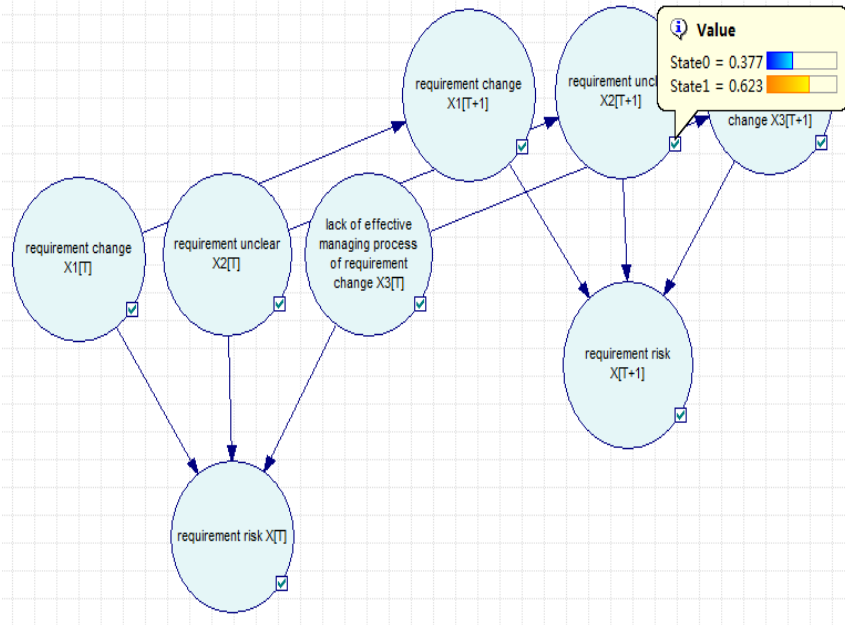 Value
State0 = 0.377
State1 = 0.623
requirement change
X1[T+1]
requirement
X2[T+1]
change X3[T+1]
requirement change
X1[T]
requirement unclear
X2[T]
lack of effective
managing process
of requirement
change X3[T]
requirement risk
X[T+1]
requirement risk X[T]